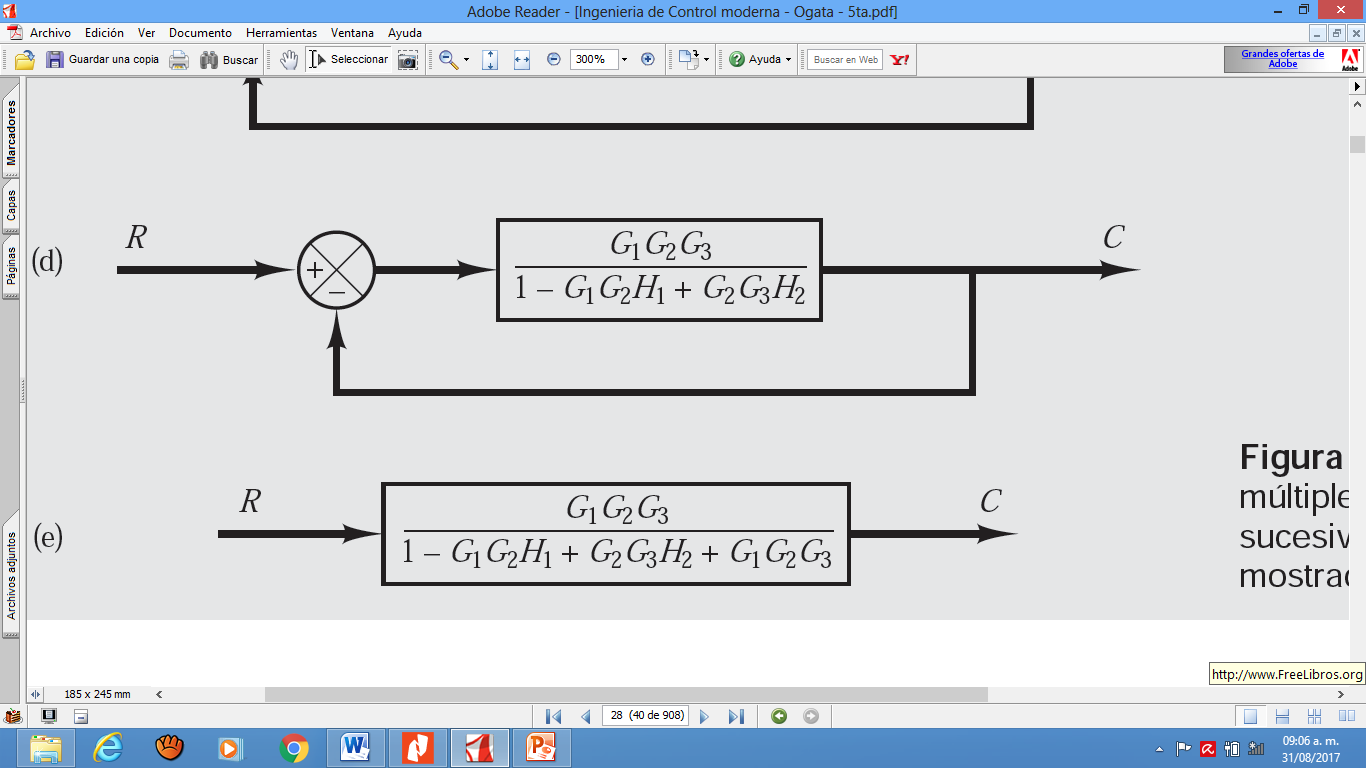 Adobe Reader - [Ingenieria de Control moderna - Ogata - 5ta.pdf]
Archivo Edición Ver Documento Herramientas Ventana Ayuda
Guardar una copia Buscar Seleccionar 300% Ayuda Buscar en Web Y! Grandes ofertas de
Adobe
Adobe
Marcadores
Capas
Páginas
Archivos adjuntos
(d)
R
+
−
G₁G₂G₃
1 − G₁G₂H₁ + G₂G₃H₂
C
(e)
R
G₁G₂G₃
1 − G₁G₂H₁ + G₂G₃H₂ + G₁G₂G₃
C
Figura
múltiple
sucesiv
mostrad
http://www.FreeLibros.org
185 x 245 mm
28 (40 de 908)
09:06 a. m.
31/08/2017